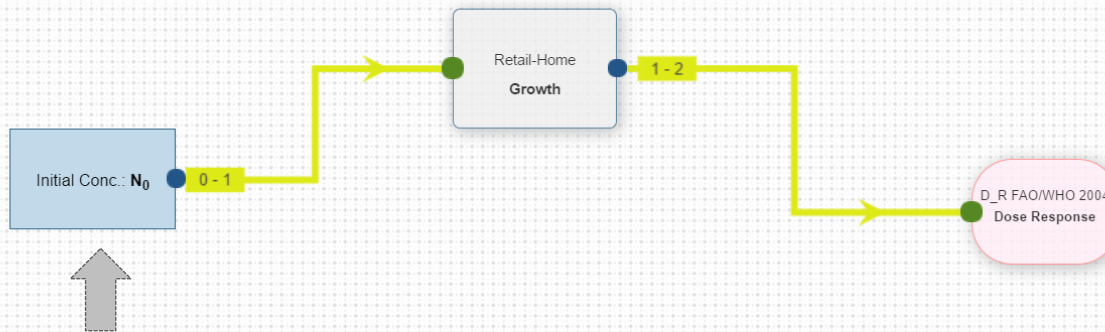 Retail-Home
Growth
1 - 2
Initial Conc.: N₀
0 - 1
D_R FAO/WHO 2004
Dose Response